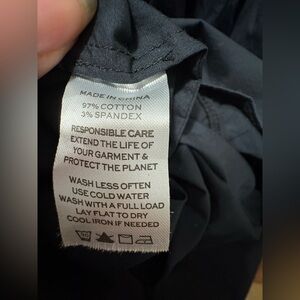 MADE IN CHINA
97% COTTON
3% SPANDEX
RESPONSIBLE CARE
EXTEND THE LIFE OF
YOUR GARMENT &
PROTECT THE PLANET
WASH LESS OFTEN
USE COLD WATER
WASH WITH A FULL LOAD
LAY FLAT TO DRY
COOL IRON IF NEEDED